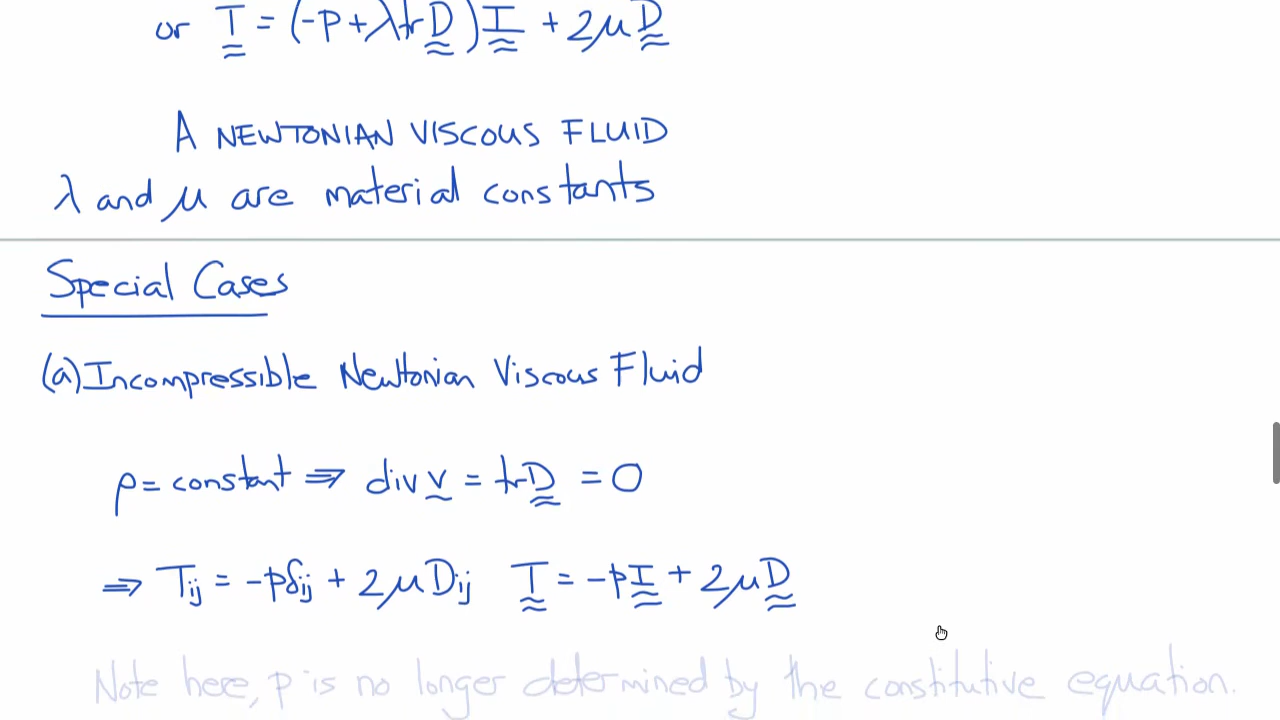 or T = (-p + λ tr D) I + 2μ D
A NEWTONIAN VISCOUS FLUID
λ and μ are material constants
Special Cases
(a) Incompressible Newtonian Viscous Fluid
ρ = constant ⇒ div v = tr D = 0
⇒ Tij = -pδij + 2μDij T = -pI + 2μD
Note here, p is no longer determined by the constitutive equation.